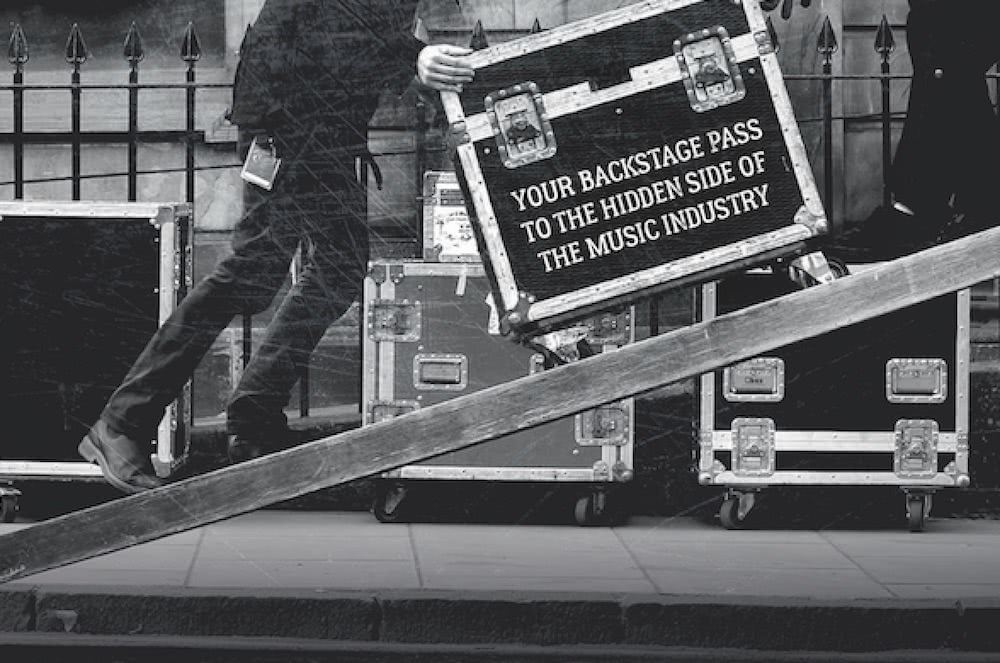 YOUR BACKSTAGE PASS
TO THE HIDDEN SIDE OF
THE MUSIC INDUSTRY